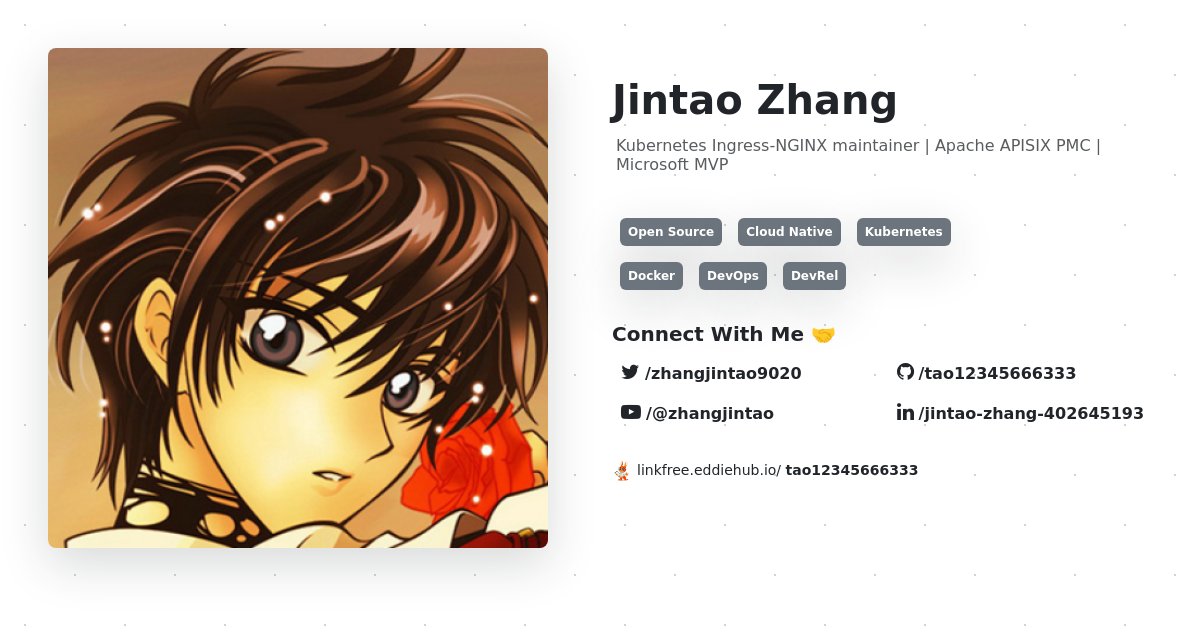 Jintao Zhang
Kubernetes Ingress-NGINX maintainer | Apache APISIX PMC |
Microsoft MVP
Open Source Cloud Native Kubernetes
Docker DevOps DevRel
Connect With Me 🤝
/zhangjintao9020 /tao12345666333
/@zhangjintao /jintao-zhang-402645193
linkfree.eddiehub.io/ tao12345666333